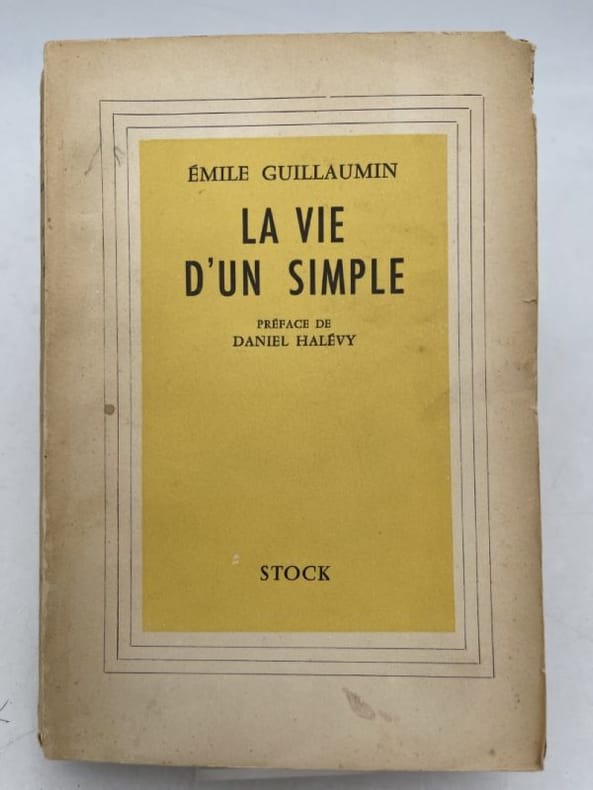 ÉMILE GUILLAUMIN
LA VIE
D'UN SIMPLE
PRÉFACE DE
DANIEL HALÉVY
STOCK